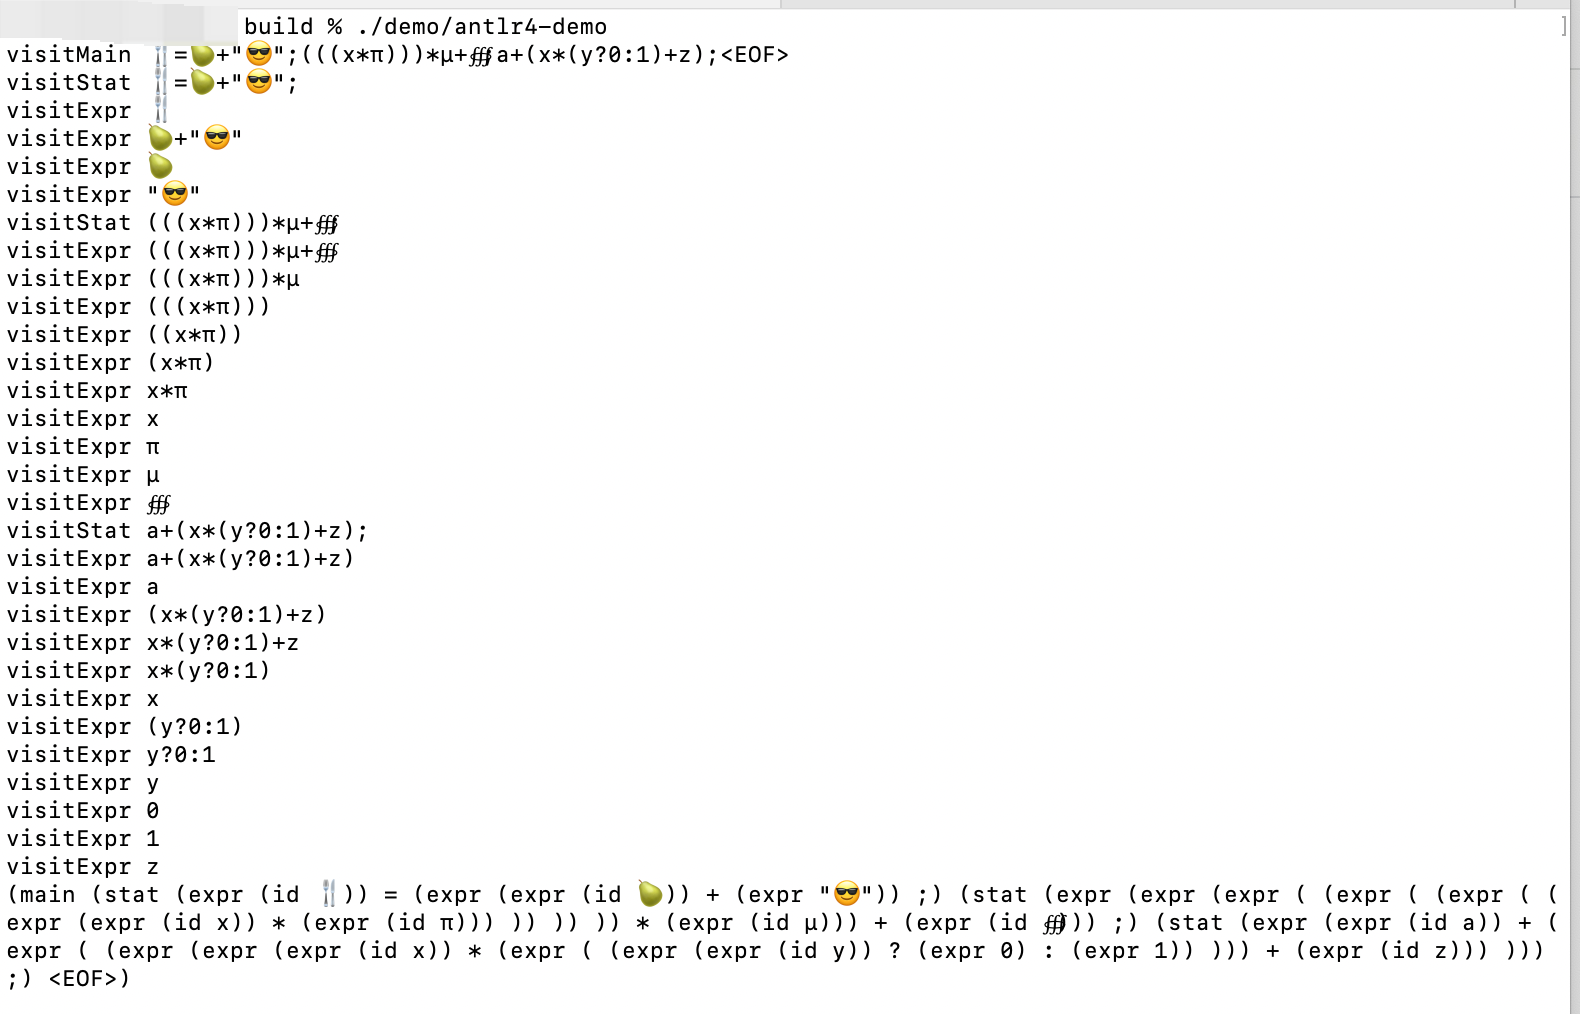 build % ./demo/antlr4-demo ]
visitMain 🍴=🍐+"😎";(((x*π)))*µ+∰a+(x*(y?0:1)+z);<EOF>
visitStat 🍴=🍐+"😎";
visitExpr 🍴
visitExpr 🍐+"😎"
visitExpr 🍐
visitExpr "😎"
visitStat (((x*π)))*µ+∰
visitExpr (((x*π)))*µ+∰
visitExpr (((x*π)))*µ
visitExpr (((x*π)))
visitExpr ((x*π))
visitExpr (x*π)
visitExpr x*π
visitExpr x
visitExpr π
visitExpr µ
visitExpr ∰
visitStat a+(x*(y?0:1)+z);
visitExpr a+(x*(y?0:1)+z)
visitExpr a
visitExpr (x*(y?0:1)+z)
visitExpr x*(y?0:1)+z
visitExpr x*(y?0:1)
visitExpr x
visitExpr (y?0:1)
visitExpr y?0:1
visitExpr y
visitExpr 0
visitExpr 1
visitExpr z
(main (stat (expr (id 🍴)) = (expr (expr (id 🍐)) + (expr "😎")) ;) (stat (expr (expr (expr ( (expr ( (expr ( (
expr (expr (id x)) * (expr (id π))) )) )) )) * (expr (id µ))) + (expr (id ∰))) ;) (stat (expr (expr (id a)) + (
expr ( (expr (expr (expr (id x)) * (expr ( (expr (expr (id y)) ? (expr 0) : (expr 1)) ))) + (expr (id z))) )))
;) <EOF>)